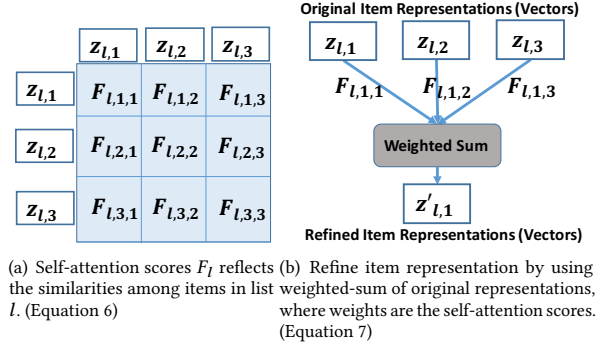 z_{l,1} z_{l,2} z_{l,3}
z_{l,1} F_{l,1,1} F_{l,1,2} F_{l,1,3}
z_{l,2} F_{l,2,1} F_{l,2,2} F_{l,2,3}
z_{l,3} F_{l,3,1} F_{l,3,2} F_{l,3,3}
(a) Self-attention scores F_l reflects
the similarities among items in list
l. (Equation 6)
Original Item Representations (Vectors)
z_{l,1} z_{l,2} z_{l,3}
F_{l,1,1} F_{l,1,2} F_{l,1,3}
Weighted Sum
z'_{l,1}
Refined Item Representations (Vectors)
(b) Refine item representation by using
weighted-sum of original representations,
where weights are the self-attention scores.
(Equation 7)